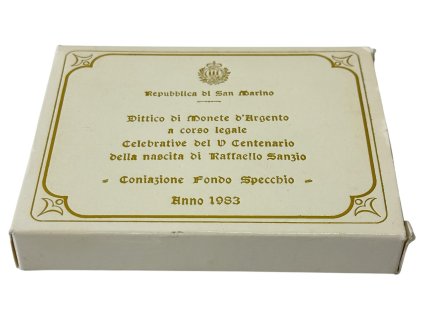 Repubblica di San Marino
Dittico di Monete d'Argento
a corso legale
Celebrative del V Centenario
della nascita di Raffaello Sanzio
- Coniazione Fondo Specchio -
Anno 1983